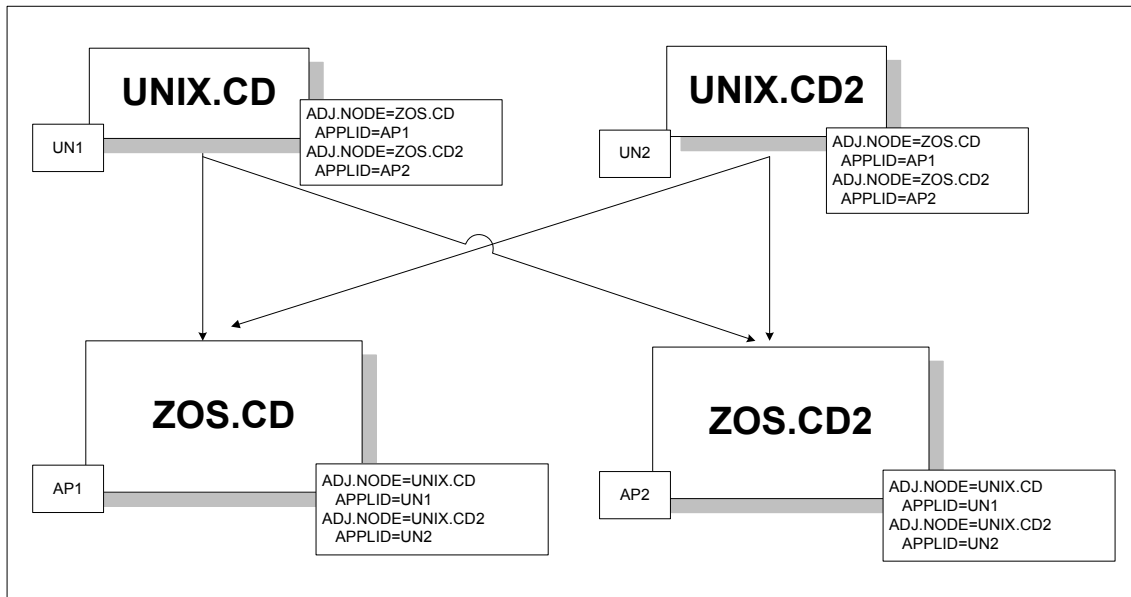 UNIX.CD
UN1
ADJ.NODE=ZOS.CD
APPLID=AP1
ADJ.NODE=ZOS.CD2
APPLID=AP2
UNIX.CD2
UN2
ADJ.NODE=ZOS.CD
APPLID=AP1
ADJ.NODE=ZOS.CD2
APPLID=AP2
ZOS.CD
AP1
ADJ.NODE=UNIX.CD
APPLID=UN1
ADJ.NODE=UNIX.CD2
APPLID=UN2
ZOS.CD2
AP2
ADJ.NODE=UNIX.CD
APPLID=UN1
ADJ.NODE=UNIX.CD2
APPLID=UN2